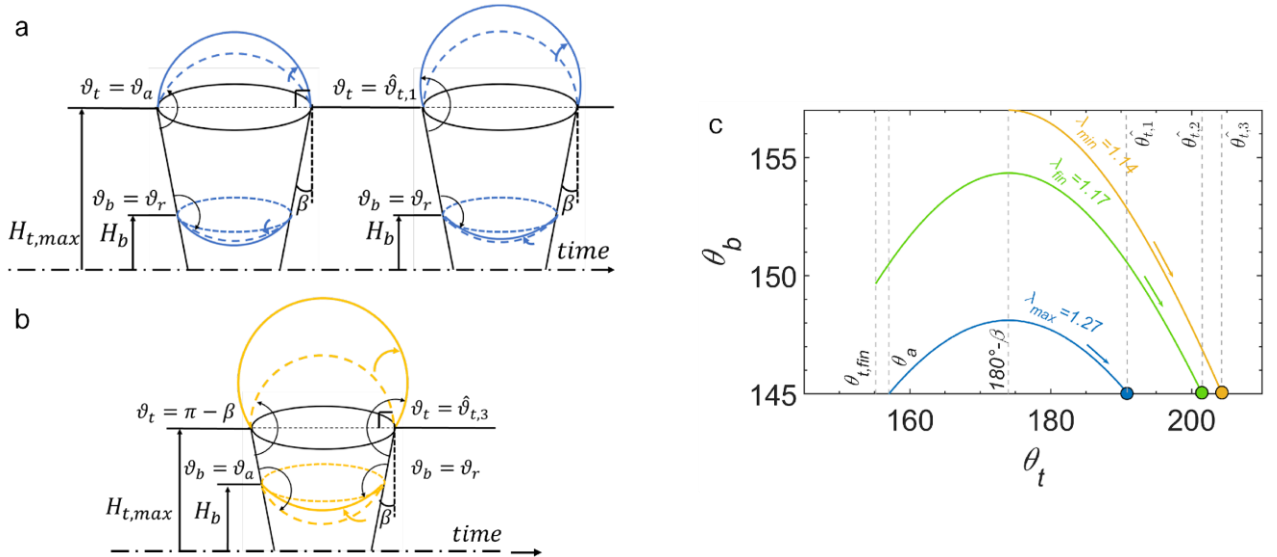 a
ϑt = ϑa
ϑt = ϑ̂t,1
ϑb = ϑr
β
ϑb = ϑr
β
Ht,max
Hb
Hb
time
b
ϑt = π − β
ϑt = ϑ̂t,3
ϑb = ϑa
ϑb = ϑr
Ht,max
Hb
β
time
c
θb
155
150
145
160
180
200
θt
λmin=1.14
λfin=1.17
λmax=1.27
θt,fin
θa
180°-β
θ̂t,1
θ̂t,2
θ̂t,3